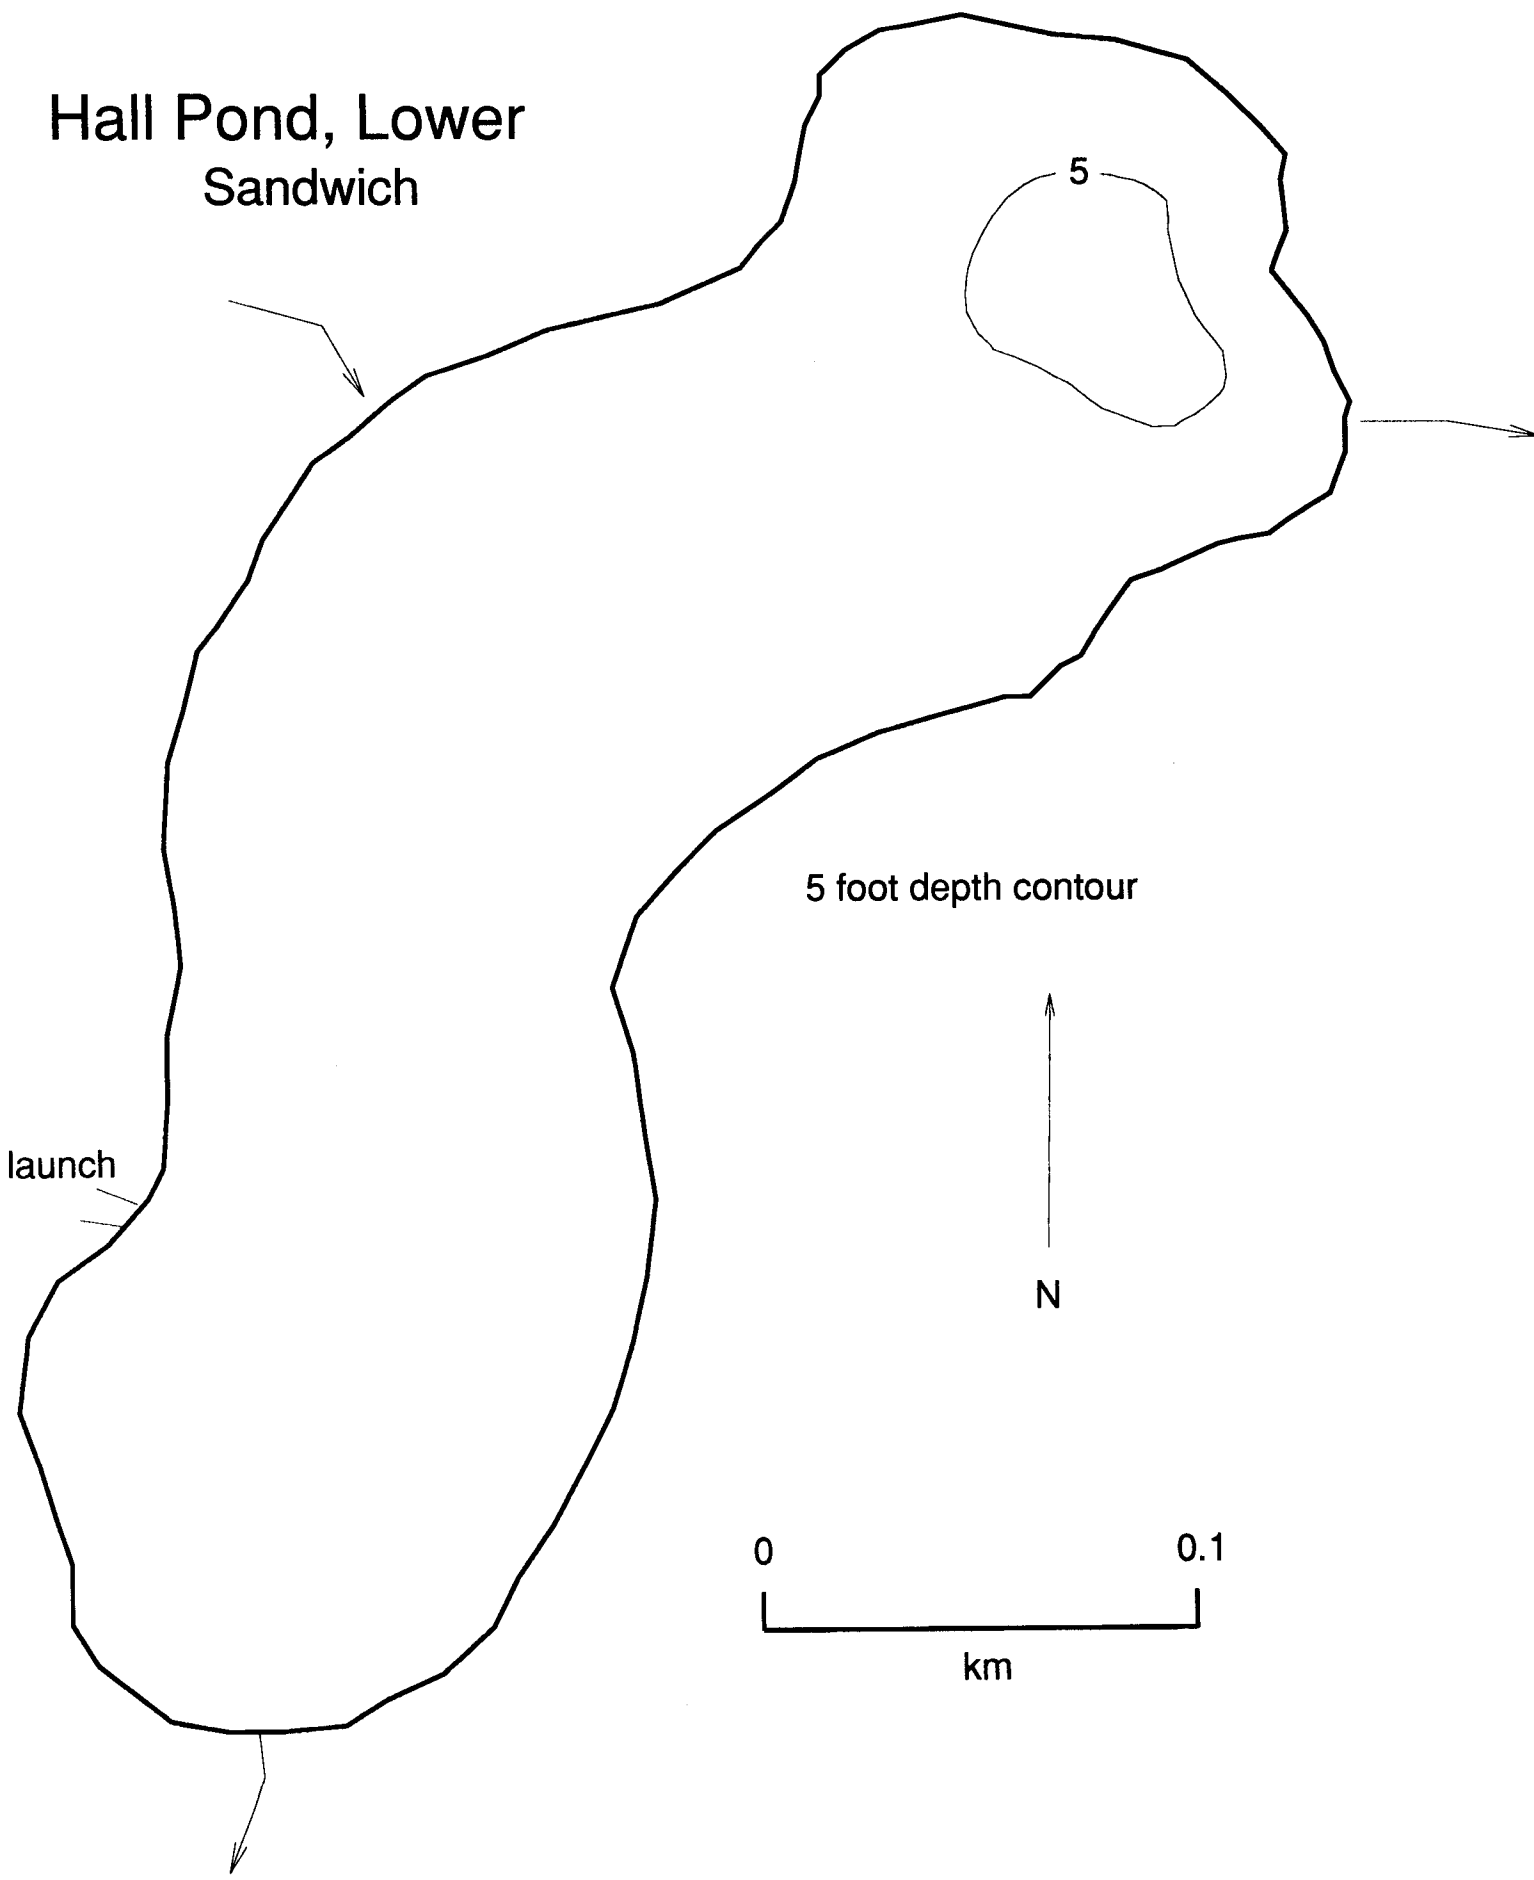 Hall Pond, Lower
Sandwich
5
5 foot depth contour
launch
N
0 0.1
km